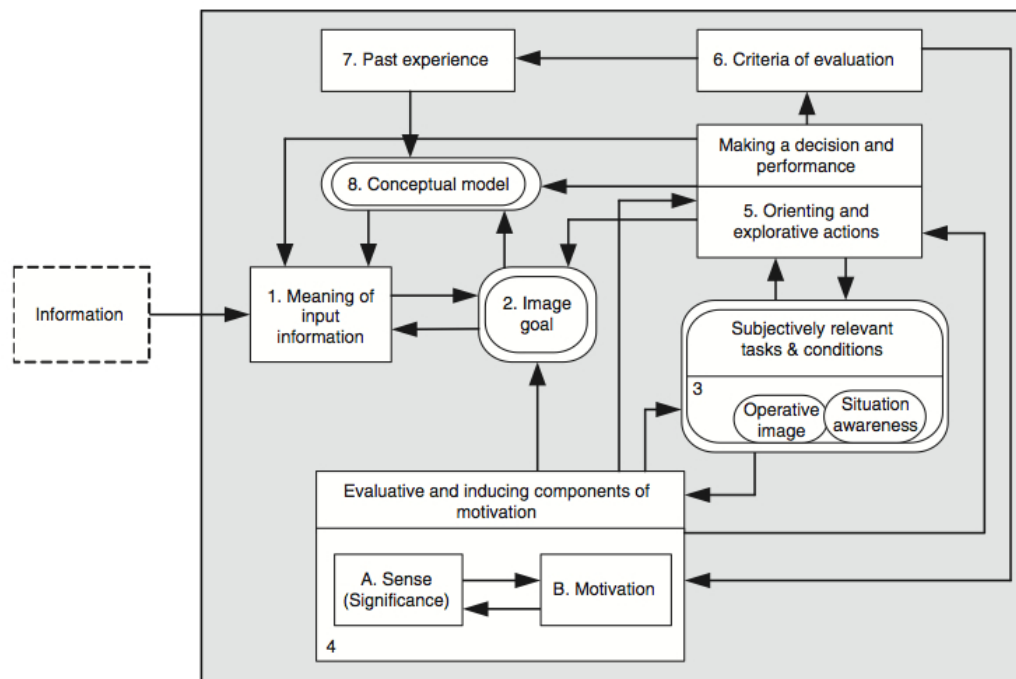 7. Past experience
6. Criteria of evaluation
Making a decision and
performance
8. Conceptual model
5. Orienting and
explorative actions
Information
1. Meaning of
input
information
2. Image
goal
Subjectively relevant
tasks & conditions
3
Operative
image
Situation
awareness
Evaluative and inducing components of
motivation
A. Sense
(Significance)
B. Motivation
4